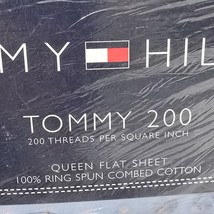 MY HIL
TOMMY 200
200 THREADS PER SQUARE INCH
QUEEN FLAT SHEET
100% RING SPUN COMBED COTTON